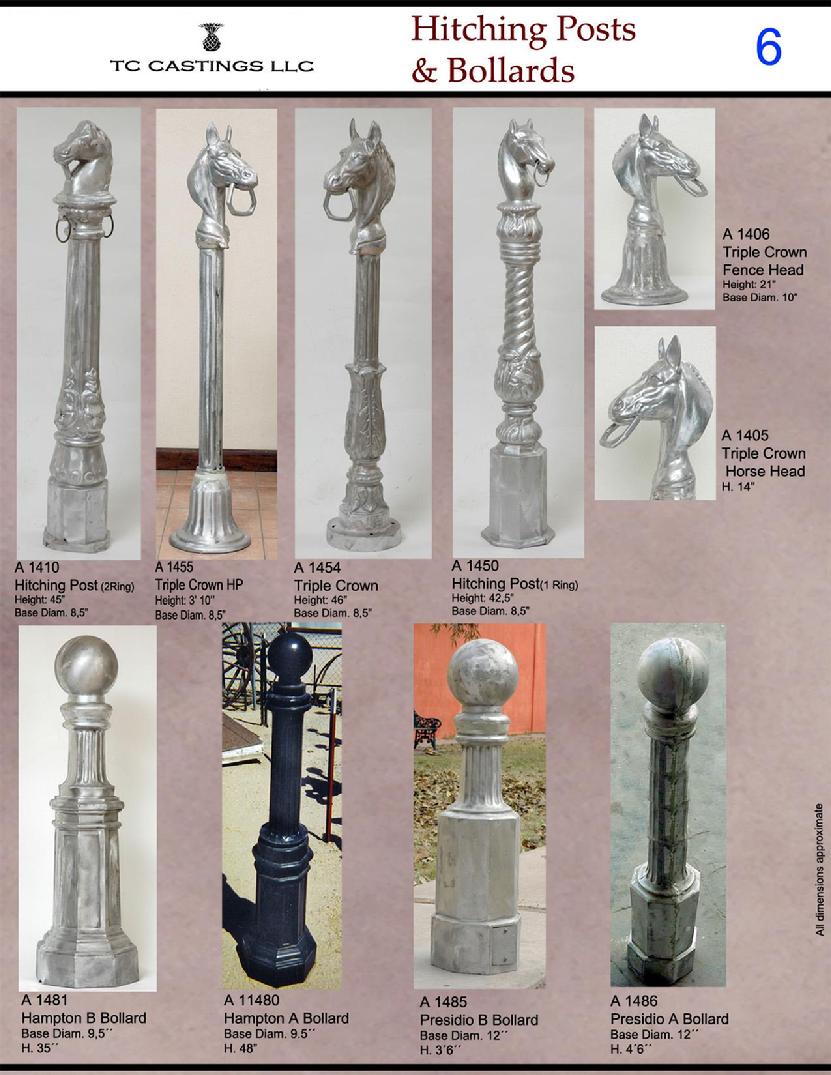 TC CASTINGS LLC
Hitching Posts
& Bollards
6
A 1406
Triple Crown
Fence Head
Height: 21"
Base Diam. 10"
A 1405
Triple Crown
Horse Head
H. 14"
A 1410
Hitching Post (2Ring)
Height: 45"
Base Diam. 8,5"
A 1455
Triple Crown HP
Height: 3' 10"
Base Diam. 8,5"
A 1454
Triple Crown
Height: 46"
Base Diam. 8,5"
A 1450
Hitching Post(1 Ring)
Height: 42,5"
Base Diam. 8,5"
All dimensions approximate
A 1481
Hampton B Bollard
Base Diam. 9,5´´
H. 35´´
A 11480
Hampton A Bollard
Base Diam. 9.5´´
H. 48"
A 1485
Presidio B Bollard
Base Diam. 12´´
H. 3´6´´
A 1486
Presidio A Bollard
Base Diam. 12´´
H. 4´6´´